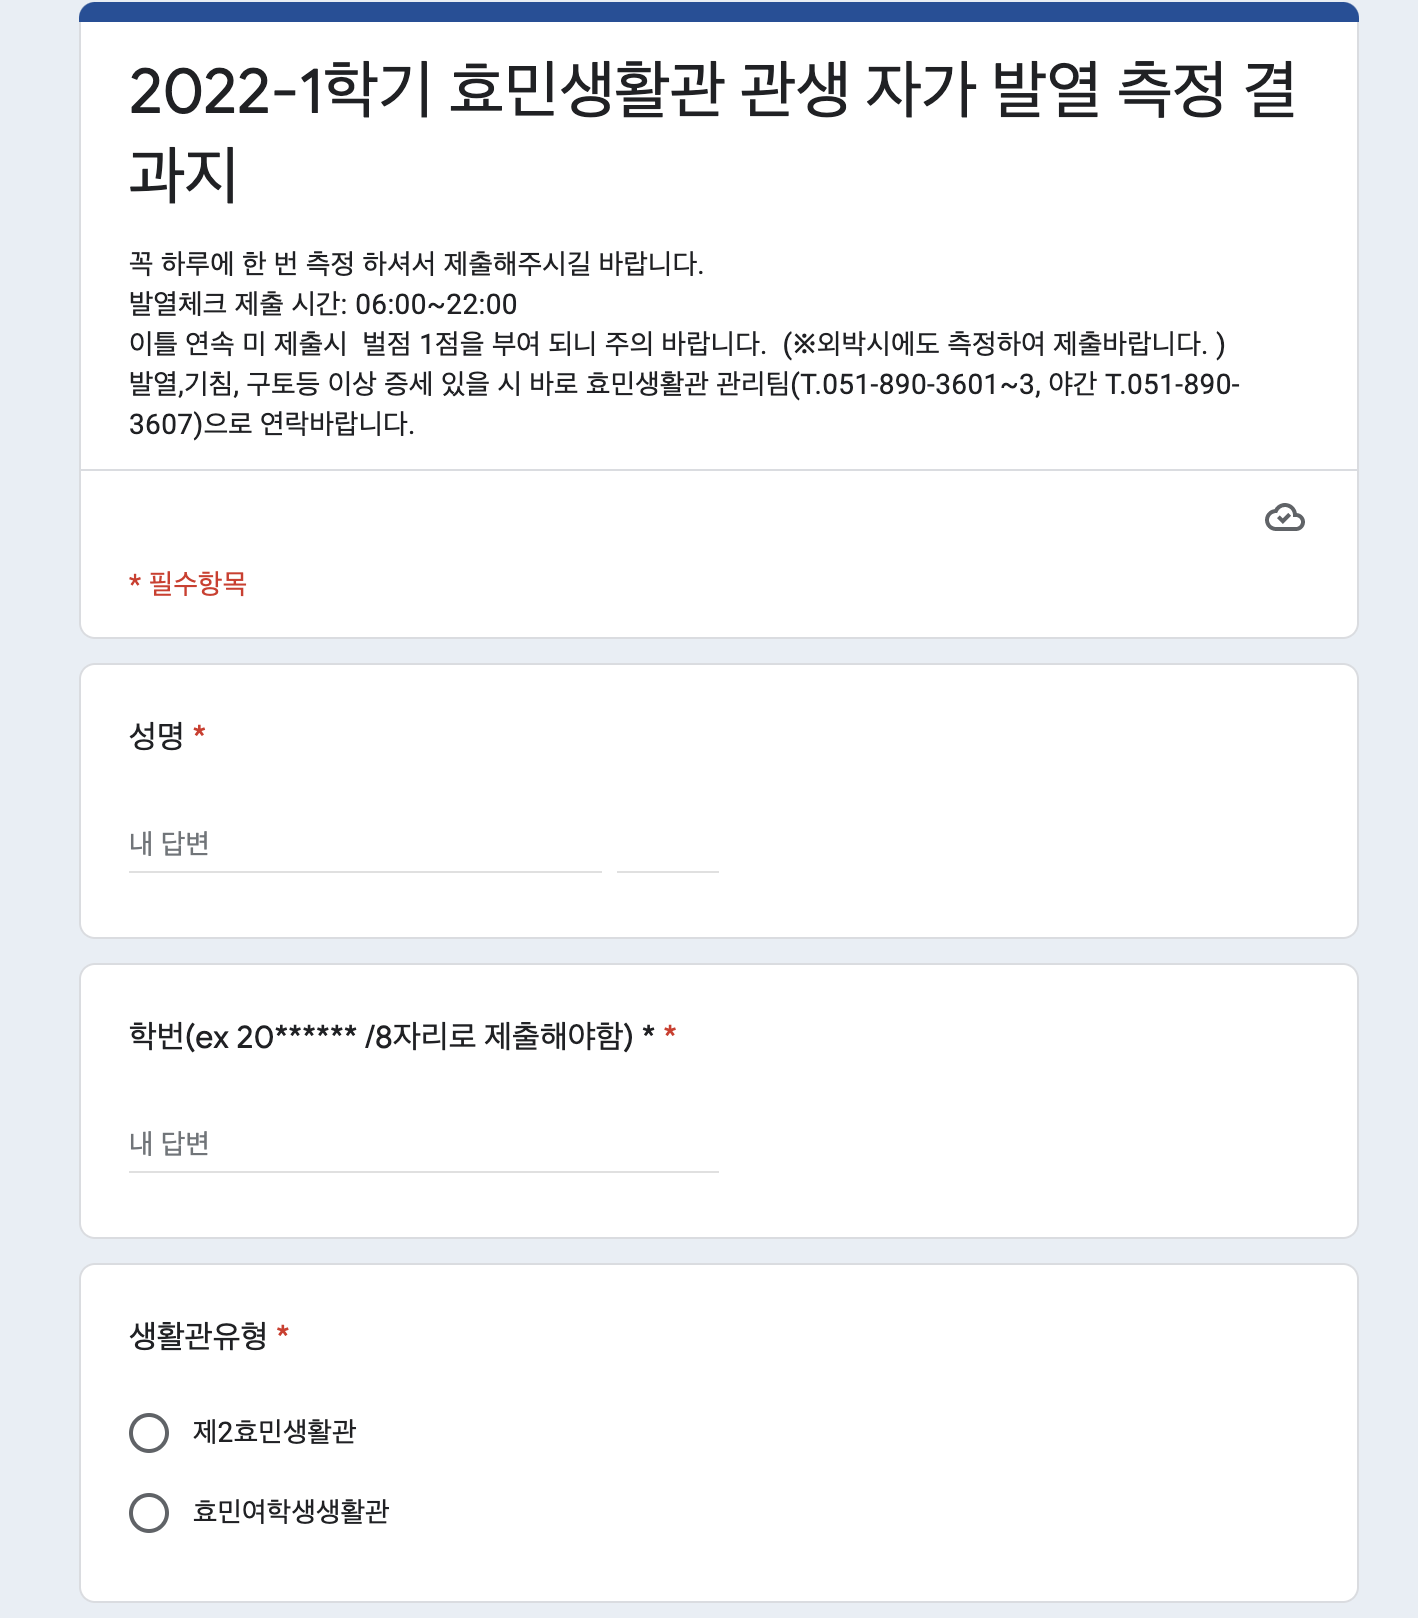 2022-1학기 효민생활관 관생 자가 발열 측정 결
과지
꼭 하루에 한 번 측정 하셔서 제출해주시길 바랍니다.
발열체크 제출 시간: 06:00~22:00
이틀 연속 미 제출시  벌점 1점을 부여 되니 주의 바랍니다.  (※외박시에도 측정하여 제출바랍니다. )
발열,기침, 구토등 이상 증세 있을 시 바로 효민생활관 관리팀(T.051-890-3601~3, 야간 T.051-890-
3607)으로 연락바랍니다.
* 필수항목
성명 *
내 답변
학번(ex 20****** /8자리로 제출해야함) * *
내 답변
생활관유형 *
제2효민생활관
효민여학생생활관